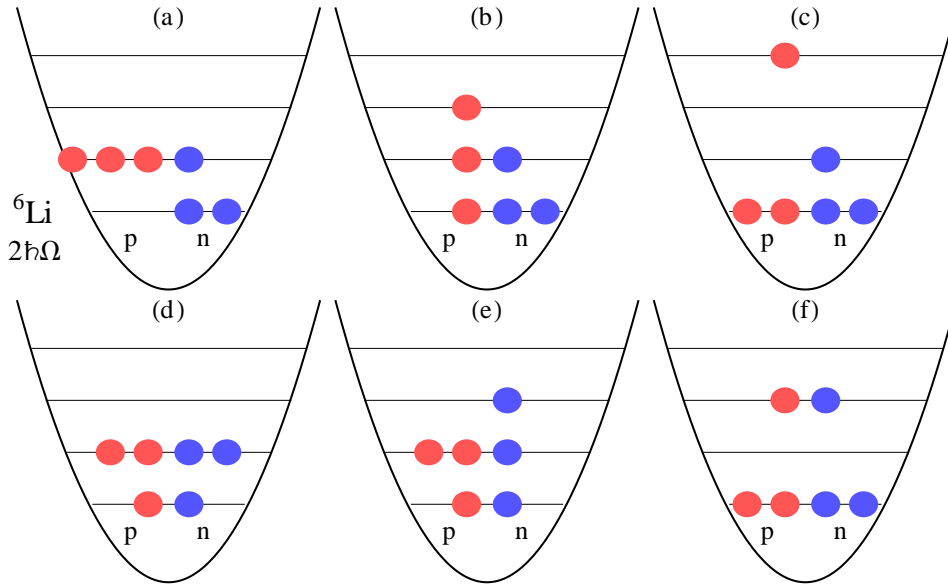 (a) (b) (c)
⁶Li
2ħΩ
p n p n p n
(d) (e) (f)
p n p n p n